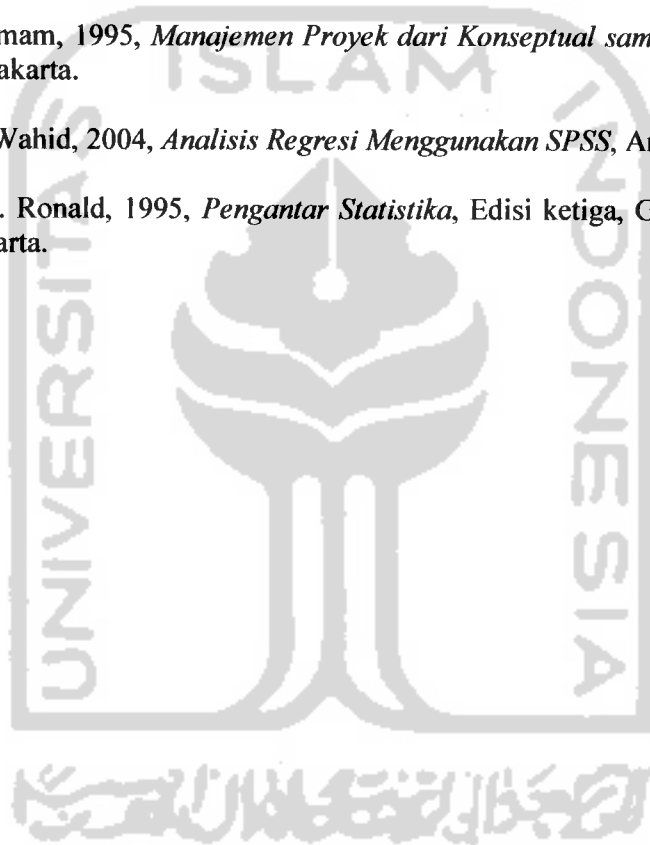 mam, 1995, Manajemen Proyek dari Konseptual sam
akarta.
Wahid, 2004, Analisis Regresi Menggunakan SPSS, An
. Ronald, 1995, Pengantar Statistika, Edisi ketiga, G
arta.
ISLAM
UNIVERSITAS
INDONESIA